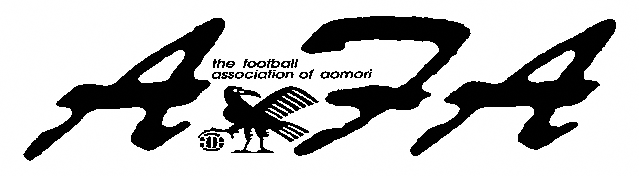 AFA
the football
association of aomori